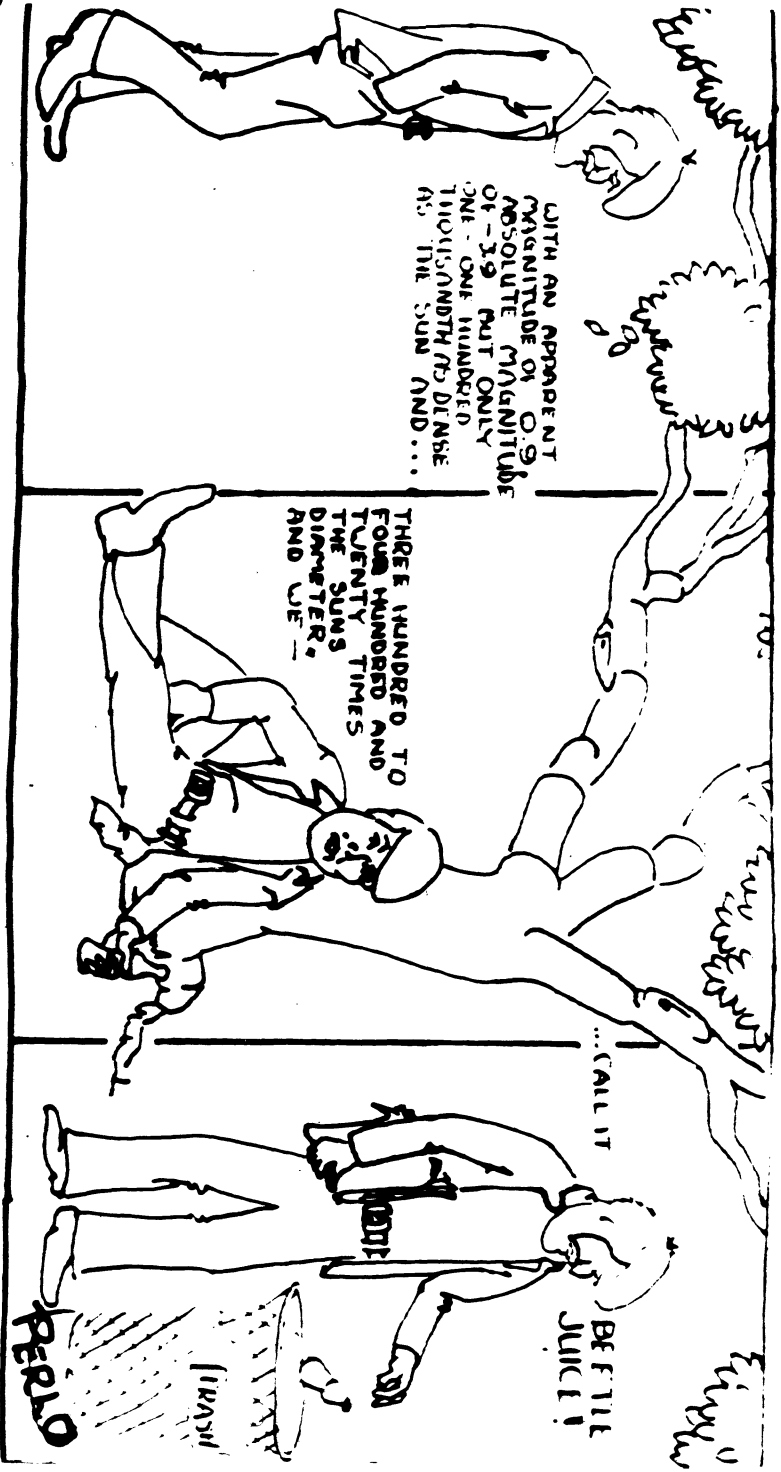 WITH AN APPARENT
MAGNITUDE OF 0.9
ABSOLUTE MAGNITUDE
OF -3.9 BUT ONLY
ONE - ONE HUNDRED
THOUSANDTH AS DENSE
AS THE SUN AND...
THREE HUNDRED TO
FOUR HUNDRED AND
TWENTY TIMES
THE SUNS
DIAMETER.
AND WE —
...CALL IT
BEETLE
JUICE!
TRASH
PERLO